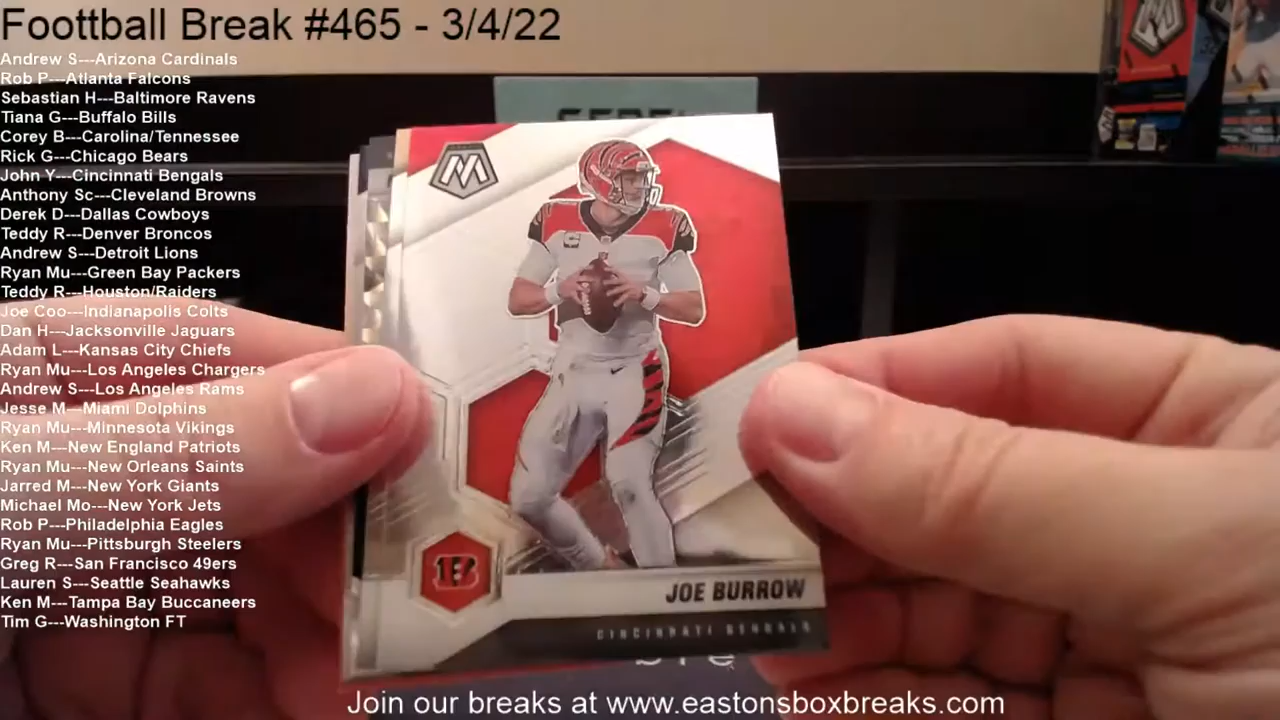 Foottball Break #465 - 3/4/22
Andrew S---Arizona Cardinals
Rob P---Atlanta Falcons
Sebastian H---Baltimore Ravens
Tiana G---Buffalo Bills
Corey B---Carolina/Tennessee
Rick G---Chicago Bears
John Y---Cincinnati Bengals
Anthony Sc---Cleveland Browns
Derek D---Dallas Cowboys
Teddy R---Denver Broncos
Andrew S---Detroit Lions
Ryan Mu---Green Bay Packers
Teddy R---Houston/Raiders
Joe Coo---Indianapolis Colts
Dan H---Jacksonville Jaguars
Adam L---Kansas City Chiefs
Ryan Mu---Los Angeles Chargers
Andrew S---Los Angeles Rams
Jesse M---Miami Dolphins
Ryan Mu---Minnesota Vikings
Ken M---New England Patriots
Ryan Mu---New Orleans Saints
Jarred M---New York Giants
Michael Mo---New York Jets
Rob P---Philadelphia Eagles
Ryan Mu---Pittsburgh Steelers
Greg R---San Francisco 49ers
Lauren S---Seattle Seahawks
Ken M---Tampa Bay Buccaneers
Tim G---Washington FT
M
B
JOE BURROW
CINCINNATI BENGALS
Join our breaks at www.eastonsboxbreaks.com